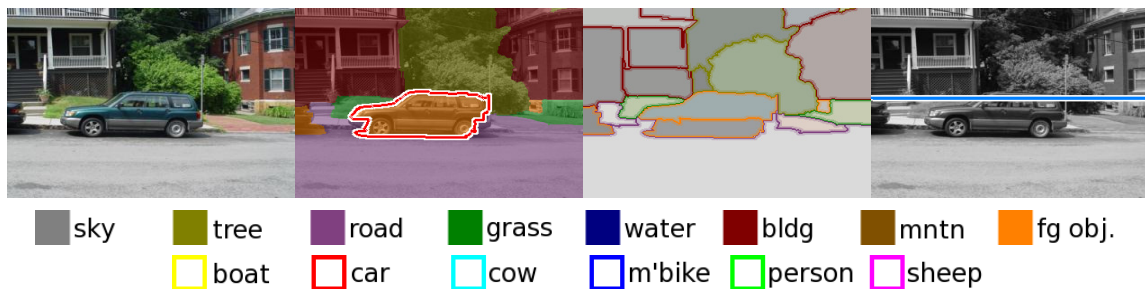 sky tree road grass water bldg mntn fg obj.
boat car cow m'bike person sheep